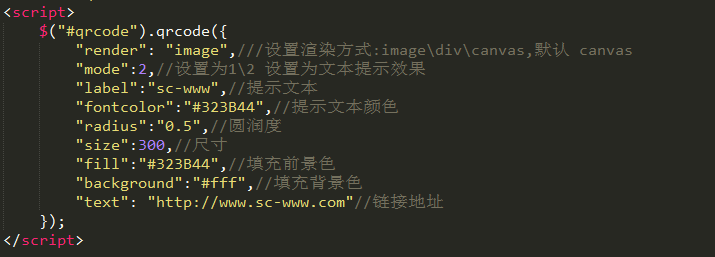 <script>
$("#qrcode").qrcode({
"render": "image",///设置渲染方式:image\div\canvas,默认 canvas
"mode":2,//设置为1\2 设置为文本提示效果
"label":"sc-www",//提示文本
"fontcolor":"#323B44",//提示文本颜色
"radius":"0.5",//圆润度
"size":300,//尺寸
"fill":"#323B44",//填充前景色
"background":"#fff",//填充背景色
"text": "http://www.sc-www.com"//链接地址
});
</script>